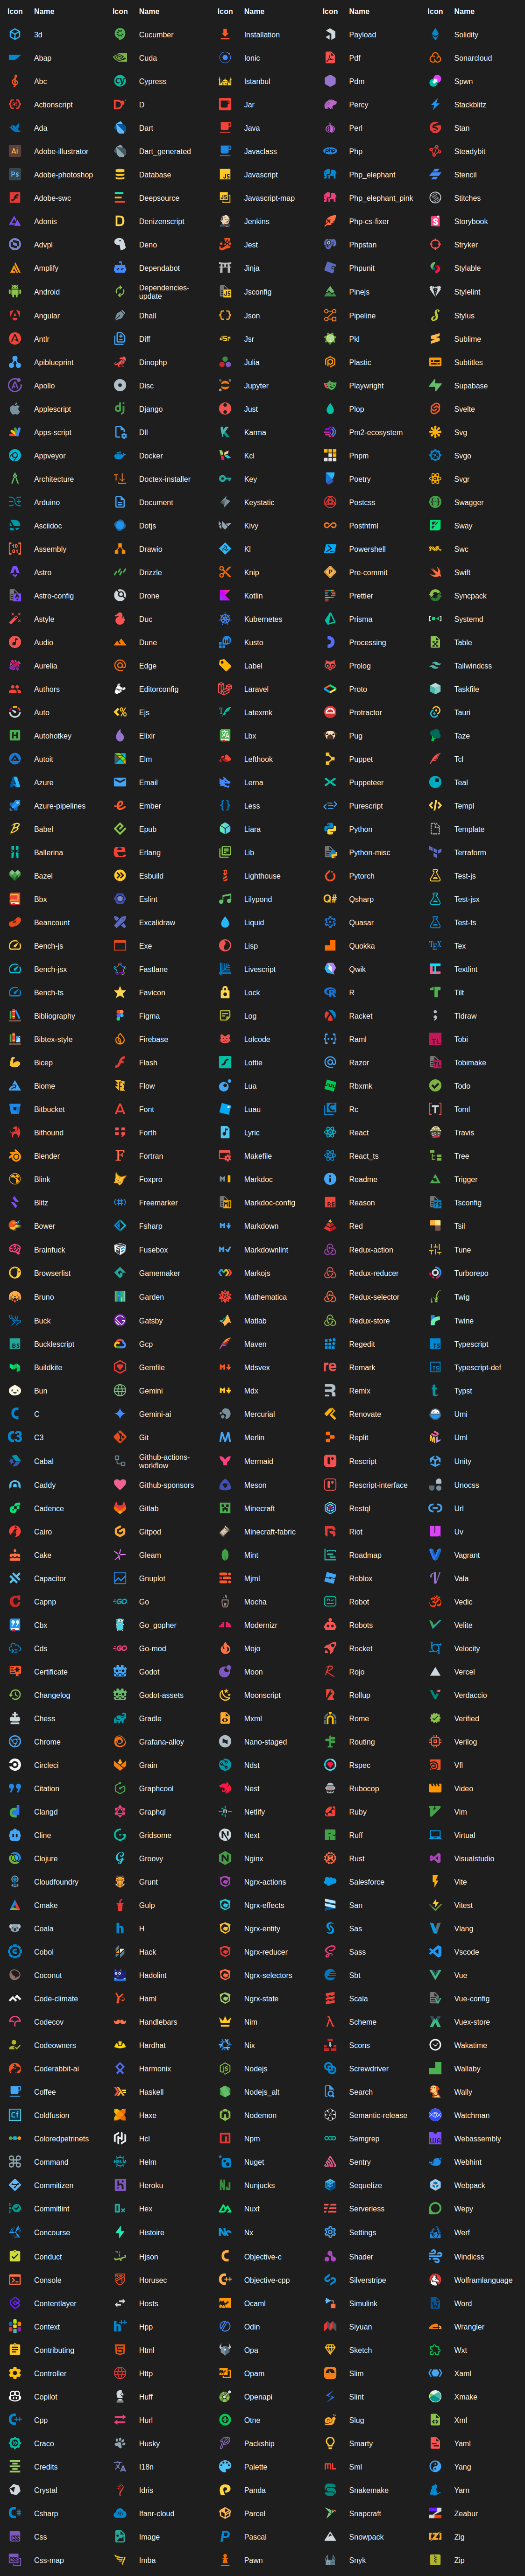 Icon Name
3d
Abap
Abc
Actionscript
Ada
Adobe-illustrator
Adobe-photoshop
Adobe-swc
Adonis
Advpl
Amplify
Android
Angular
Antlr
Apiblueprint
Apollo
Applescript
Apps-script
Appveyor
Architecture
Arduino
Asciidoc
Assembly
Astro
Astro-config
Astyle
Audio
Aurelia
Authors
Auto
Autohotkey
Autoit
Azure
Azure-pipelines
Babel
Ballerina
Bazel
Bbx
Beancount
Bench-js
Bench-jsx
Bench-ts
Bibliography
Bibtex-style
Bicep
Biome
Bitbucket
Bithound
Blender
Blink
Blitz
Bower
Brainfuck
Browserlist
Bruno
Buck
Bucklescript
Buildkite
Bun
C
C3
Cabal
Caddy
Cadence
Cairo
Cake
Capacitor
Capnp
Cbx
Cds
Certificate
Changelog
Chess
Chrome
Circleci
Citation
Clangd
Cline
Clojure
Cloudfoundry
Cmake
Coala
Cobol
Coconut
Code-climate
Codecov
Codeowners
Coderabbit-ai
Coffee
Coldfusion
Coloredpetrinets
Command
Commitizen
Commitlint
Concourse
Conduct
Console
Contentlayer
Context
Contributing
Controller
Copilot
Cpp
Craco
Credits
Crystal
Csharp
Css
Css-map
Icon Name
Cucumber
Cuda
Cypress
D
Dart
Dart_generated
Database
Deepsource
Denizenscript
Deno
Dependabot
Dependencies-
update
Dhall
Diff
Dinophp
Disc
Django
Dll
Docker
Doctex-installer
Document
Dotjs
Drawio
Drizzle
Drone
Duc
Dune
Edge
Editorconfig
Ejs
Elixir
Elm
Email
Ember
Epub
Erlang
Esbuild
Eslint
Excalidraw
Exe
Fastlane
Favicon
Figma
Firebase
Flash
Flow
Font
Forth
Fortran
Foxpro
Freemarker
Fsharp
Fusebox
Gamemaker
Garden
Gatsby
Gcp
Gemfile
Gemini
Gemini-ai
Git
Github-actions-
workflow
Github-sponsors
Gitlab
Gitpod
Gleam
Gnuplot
Go
Go_gopher
Go-mod
Godot
Godot-assets
Gradle
Grafana-alloy
Grain
Graphcool
Graphql
Gridsome
Groovy
Grunt
Gulp
H
Hack
Hadolint
Haml
Handlebars
Hardhat
Harmonix
Haskell
Haxe
Hcl
Helm
Heroku
Hex
Histoire
Hjson
Horusec
Hosts
Hpp
Html
Http
Huff
Hurl
Husky
I18n
Idris
Ifanr-cloud
Image
Imba
Icon Name
Installation
Ionic
Istanbul
Jar
Java
Javaclass
Javascript
Javascript-map
Jenkins
Jest
Jinja
Jsconfig
Json
Jsr
Julia
Jupyter
Just
Karma
Kcl
Key
Keystatic
Kivy
Kl
Knip
Kotlin
Kubernetes
Kusto
Label
Laravel
Latexmk
Lbx
Lefthook
Lerna
Less
Liara
Lib
Lighthouse
Lilypond
Liquid
Lisp
Livescript
Lock
Log
Lolcode
Lottie
Lua
Luau
Lyric
Makefile
Markdoc
Markdoc-config
Markdown
Markdownlint
Markojs
Mathematica
Matlab
Maven
Mdsvex
Mdx
Mercurial
Merlin
Mermaid
Meson
Minecraft
Minecraft-fabric
Mint
Mjml
Mocha
Modernizr
Mojo
Moon
Moonscript
Mxml
Nano-staged
Ndst
Nest
Netlify
Next
Nginx
Ngrx-actions
Ngrx-effects
Ngrx-entity
Ngrx-reducer
Ngrx-selectors
Ngrx-state
Nim
Nix
Nodejs
Nodejs_alt
Nodemon
Npm
Nuget
Nunjucks
Nuxt
Nx
Objective-c
Objective-cpp
Ocaml
Odin
Opa
Opam
Openapi
Otne
Packship
Palette
Panda
Parcel
Pascal
Pawn
Icon Name
Payload
Pdf
Pdm
Percy
Perl
Php
Php_elephant
Php_elephant_pink
Php-cs-fixer
Phpstan
Phpunit
Pinejs
Pipeline
Pkl
Plastic
Playwright
Plop
Pm2-ecosystem
Pnpm
Poetry
Postcss
Posthtml
Powershell
Pre-commit
Prettier
Prisma
Processing
Prolog
Proto
Protractor
Pug
Puppet
Puppeteer
Purescript
Python
Python-misc
Pytorch
Qsharp
Quasar
Quokka
Qwik
R
Racket
Raml
Razor
Rbxmk
Rc
React
React_ts
Readme
Reason
Red
Redux-action
Redux-reducer
Redux-selector
Redux-store
Regedit
Remark
Remix
Renovate
Replit
Rescript
Rescript-interface
Restql
Riot
Roadmap
Roblox
Robot
Robots
Rocket
Rojo
Rollup
Rome
Routing
Rspec
Rubocop
Ruby
Ruff
Rust
Salesforce
San
Sas
Sass
Sbt
Scala
Scheme
Scons
Screwdriver
Search
Semantic-release
Semgrep
Sentry
Sequelize
Serverless
Settings
Shader
Silverstripe
Simulink
Siyuan
Sketch
Slim
Slint
Slug
Smarty
Sml
Snakemake
Snapcraft
Snowpack
Snyk
Icon Name
Solidity
Sonarcloud
Spwn
Stackblitz
Stan
Steadybit
Stencil
Stitches
Storybook
Stryker
Stylable
Stylelint
Stylus
Sublime
Subtitles
Supabase
Svelte
Svg
Svgo
Svgr
Swagger
Sway
Swc
Swift
Syncpack
Systemd
Table
Tailwindcss
Taskfile
Tauri
Taze
Tcl
Teal
Templ
Template
Terraform
Test-js
Test-jsx
Test-ts
Tex
Textlint
Tilt
Tldraw
Tobi
Tobimake
Todo
Toml
Travis
Tree
Trigger
Tsconfig
Tsil
Tune
Turborepo
Twig
Twine
Typescript
Typescript-def
Typst
Umi
Uml
Unity
Unocss
Url
Uv
Vagrant
Vala
Vedic
Velite
Velocity
Vercel
Verdaccio
Verified
Verilog
Vfl
Video
Vim
Virtual
Visualstudio
Vite
Vitest
Vlang
Vscode
Vue
Vue-config
Vuex-store
Wakatime
Wallaby
Wally
Watchman
Webassembly
Webhint
Webpack
Wepy
Werf
Windicss
Wolframlanguage
Word
Wrangler
Wxt
Xaml
Xmake
Xml
Yaml
Yang
Yarn
Zeabur
Zig
Zip